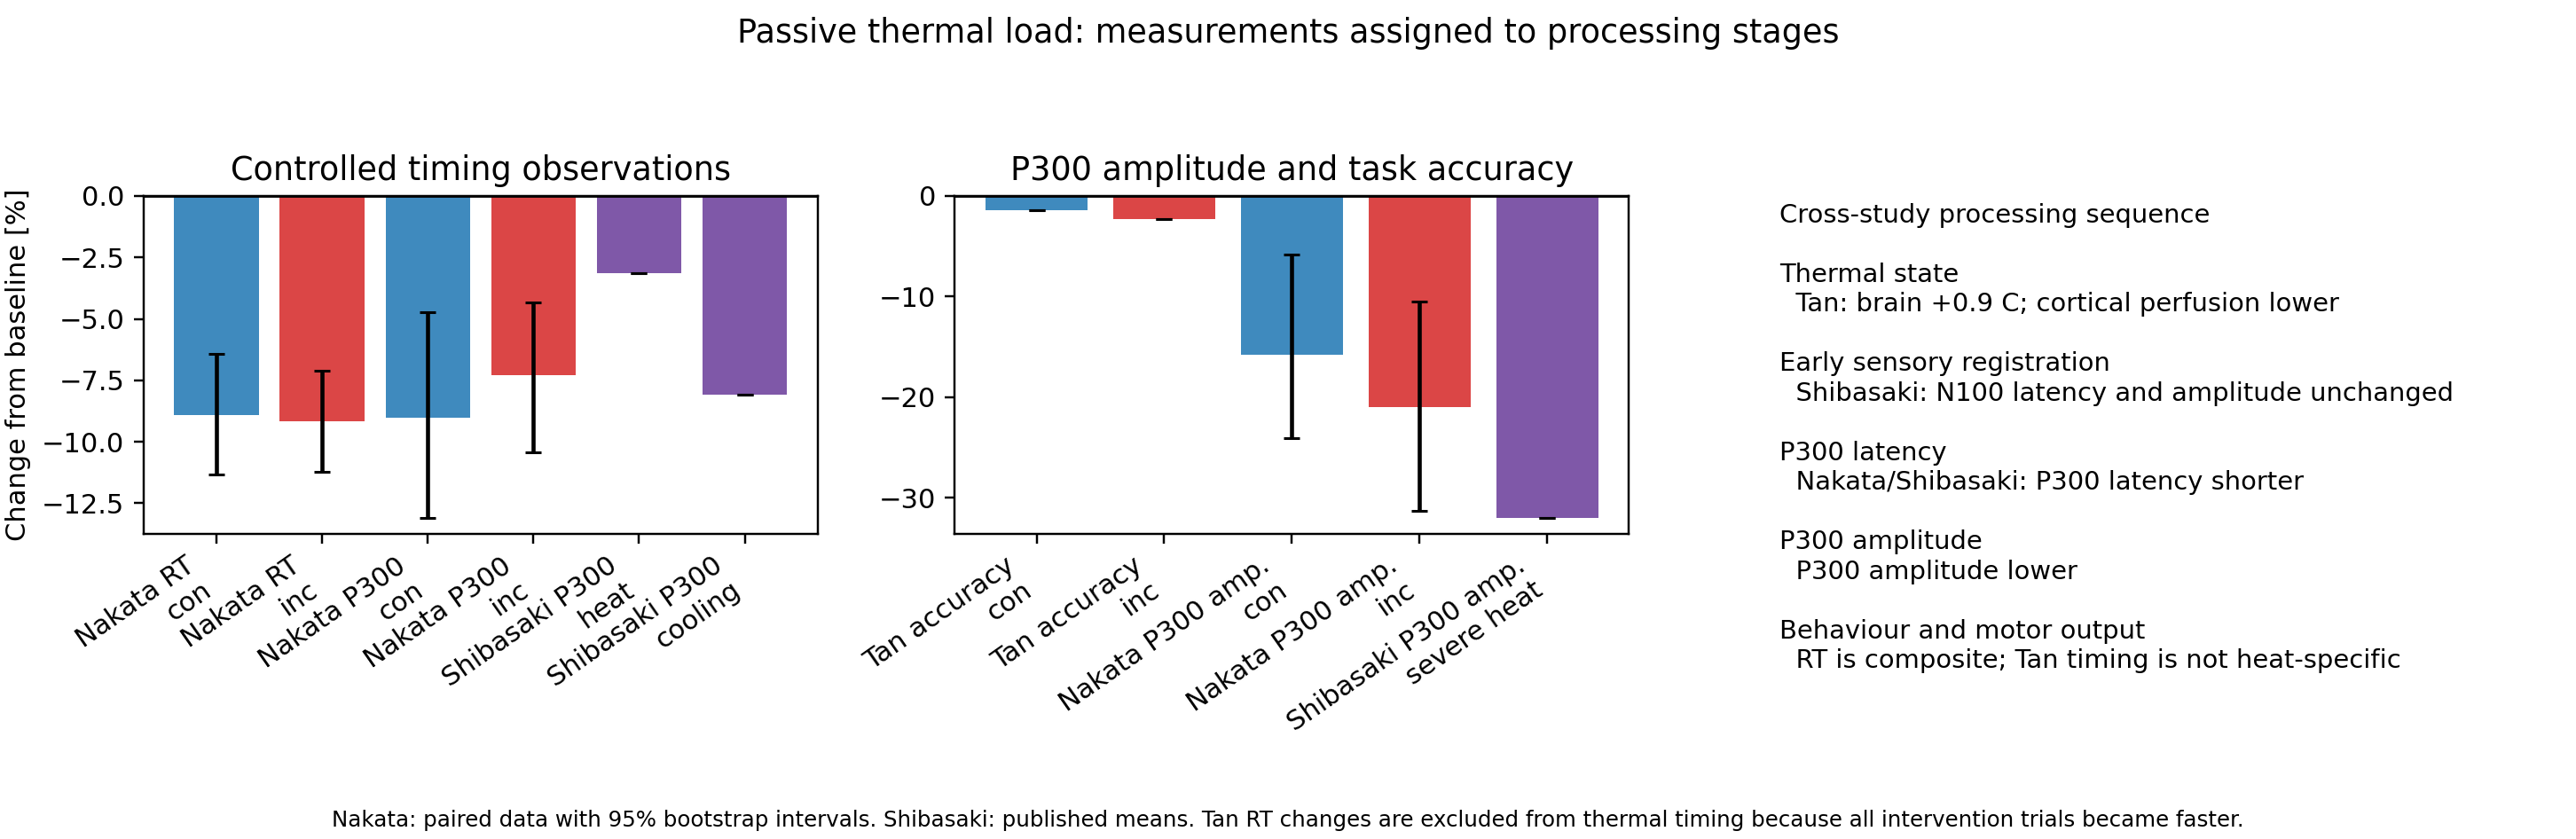 Passive thermal load: measurements assigned to processing stages
Controlled timing observations
Change from baseline [%]
0.0
−2.5
−5.0
−7.5
−10.0
−12.5
Nakata RT
con
Nakata RT
inc
Nakata P300
con
Nakata P300
inc
Shibasaki P300
heat
Shibasaki P300
cooling
P300 amplitude and task accuracy
0
−10
−20
−30
Tan accuracy
con
Tan accuracy
inc
Nakata P300 amp.
con
Nakata P300 amp.
inc
Shibasaki P300 amp.
severe heat
Cross-study processing sequence
Thermal state
Tan: brain +0.9 C; cortical perfusion lower
Early sensory registration
Shibasaki: N100 latency and amplitude unchanged
P300 latency
Nakata/Shibasaki: P300 latency shorter
P300 amplitude
P300 amplitude lower
Behaviour and motor output
RT is composite; Tan timing is not heat-specific
Nakata: paired data with 95% bootstrap intervals. Shibasaki: published means. Tan RT changes are excluded from thermal timing because all intervention trials became faster.